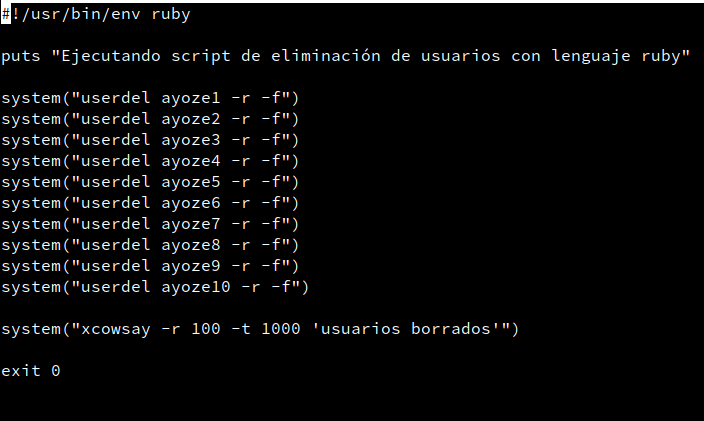 #!/usr/bin/env ruby
puts "Ejecutando script de eliminación de usuarios con lenguaje ruby"
system("userdel ayoze1 -r -f")
system("userdel ayoze2 -r -f")
system("userdel ayoze3 -r -f")
system("userdel ayoze4 -r -f")
system("userdel ayoze5 -r -f")
system("userdel ayoze6 -r -f")
system("userdel ayoze7 -r -f")
system("userdel ayoze8 -r -f")
system("userdel ayoze9 -r -f")
system("userdel ayoze10 -r -f")
system("xcowsay -r 100 -t 1000 'usuarios borrados'")
exit 0